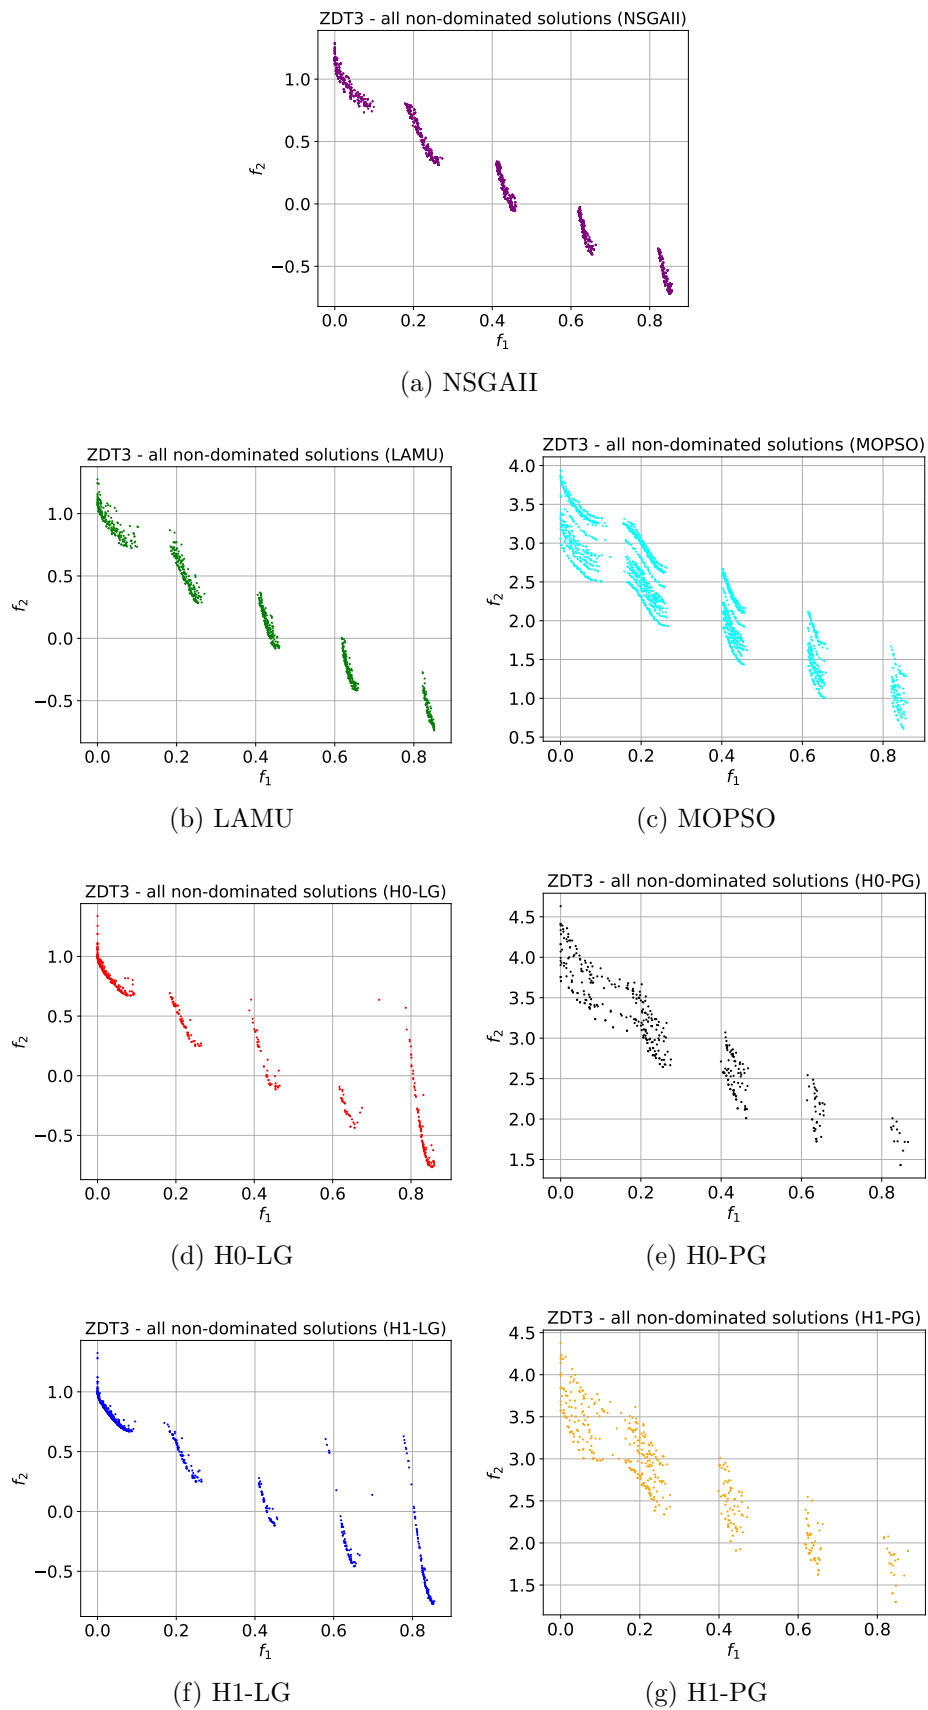 ZDT3 - all non-dominated solutions (NSGAII)
1.0
0.5
0.0
−0.5
f2
0.0 0.2 0.4 0.6 0.8
f1
(a) NSGAII
ZDT3 - all non-dominated solutions (LAMU)
1.0
0.5
0.0
−0.5
f2
0.0 0.2 0.4 0.6 0.8
f1
(b) LAMU
ZDT3 - all non-dominated solutions (MOPSO)
4.0
3.5
3.0
2.5
2.0
1.5
1.0
0.5
f2
0.0 0.2 0.4 0.6 0.8
f1
(c) MOPSO
ZDT3 - all non-dominated solutions (H0-LG)
1.0
0.5
0.0
−0.5
f2
0.0 0.2 0.4 0.6 0.8
f1
(d) H0-LG
ZDT3 - all non-dominated solutions (H0-PG)
4.5
4.0
3.5
3.0
2.5
2.0
1.5
f2
0.0 0.2 0.4 0.6 0.8
f1
(e) H0-PG
ZDT3 - all non-dominated solutions (H1-LG)
1.0
0.5
0.0
−0.5
f2
0.0 0.2 0.4 0.6 0.8
f1
(f) H1-LG
ZDT3 - all non-dominated solutions (H1-PG)
4.5
4.0
3.5
3.0
2.5
2.0
1.5
f2
0.0 0.2 0.4 0.6 0.8
f1
(g) H1-PG